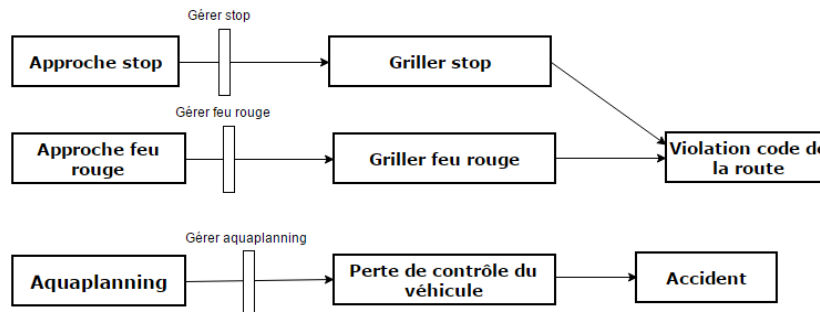 Gérer stop
Approche stop
Griller stop
Gérer feu rouge
Approche feu
rouge
Griller feu rouge
Violation code de
la route
Gérer aquaplanning
Aquaplanning
Perte de contrôle du
véhicule
Accident